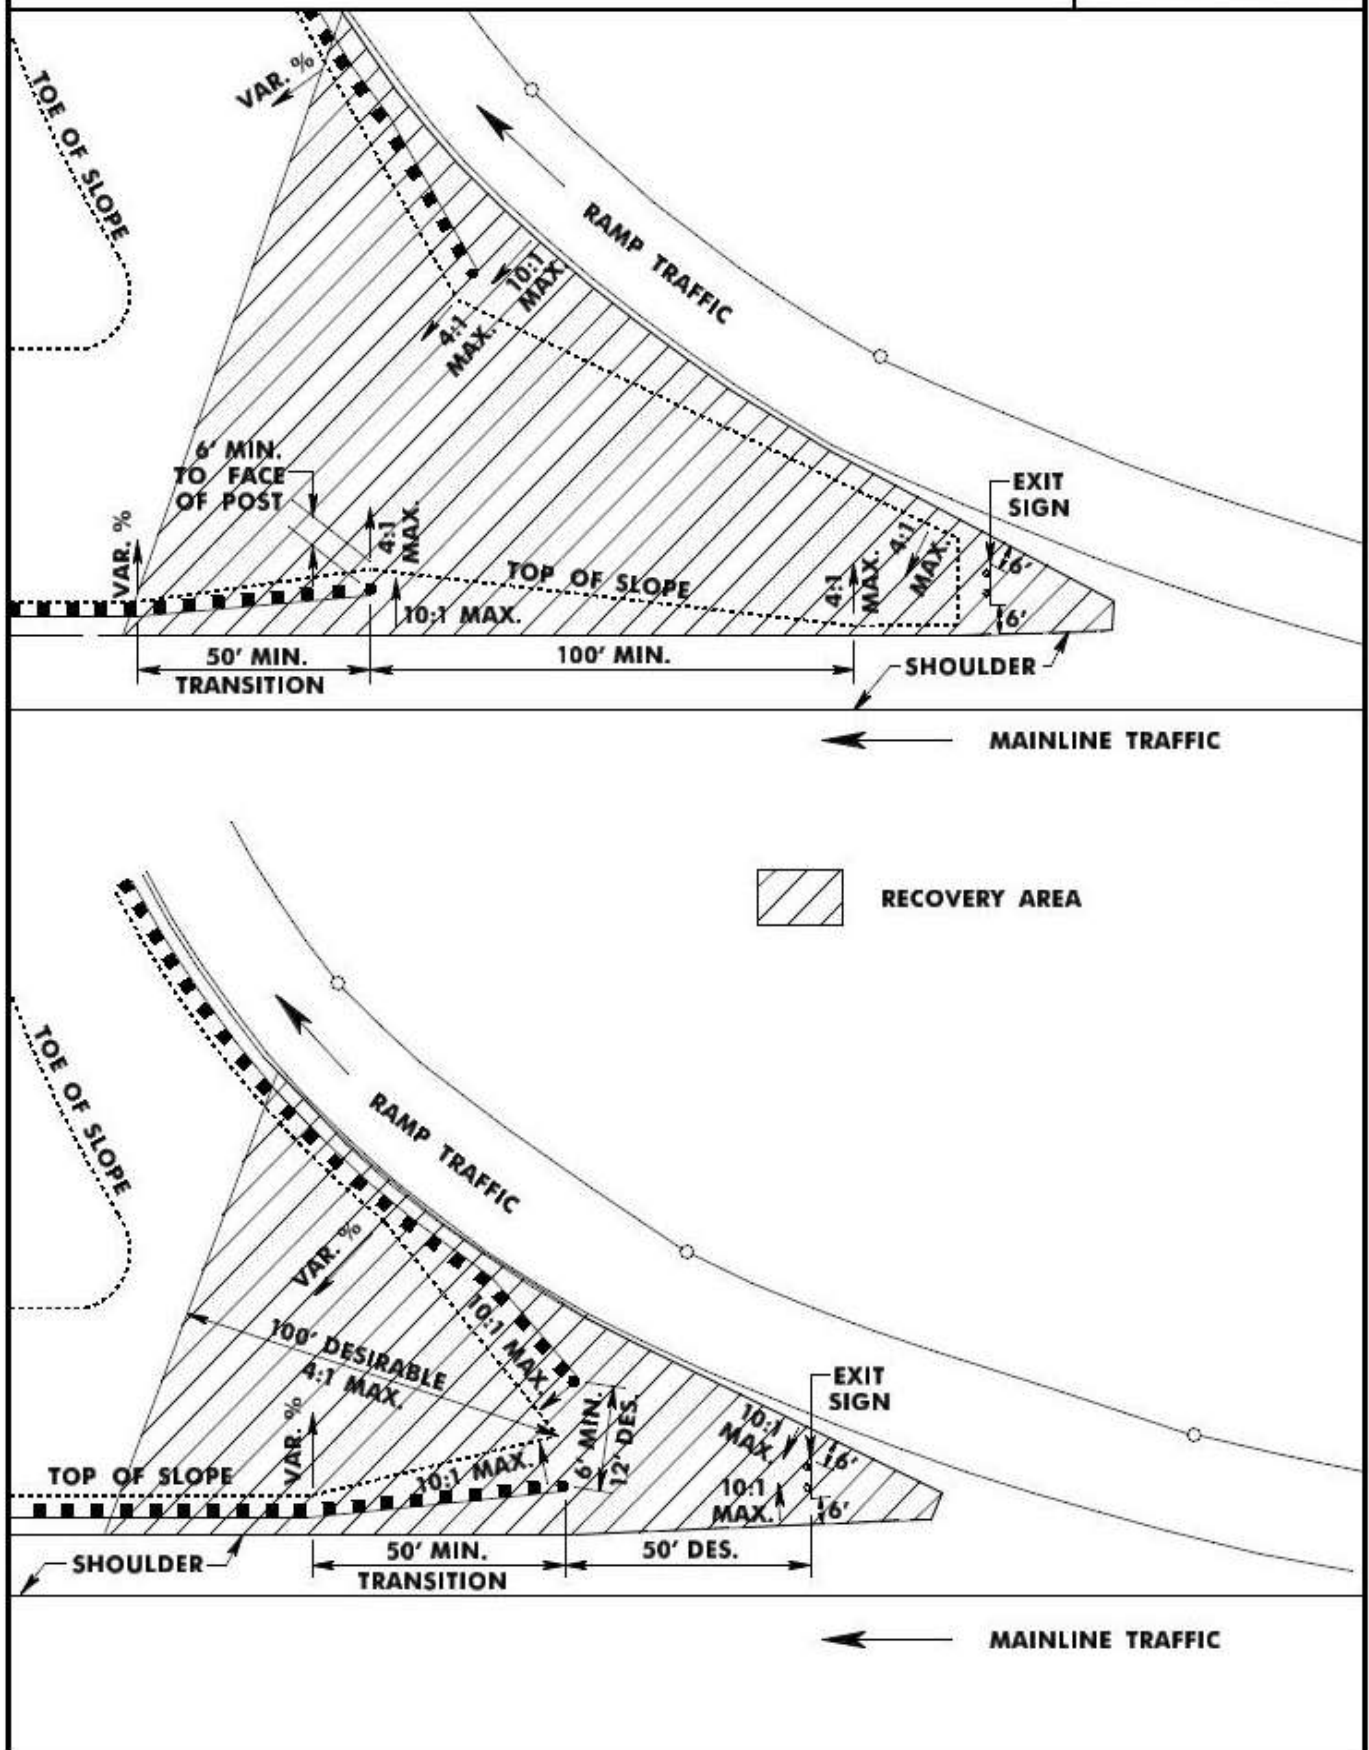 VAR. %
TOE OF SLOPE
RAMP TRAFFIC
10:1
MAX.
4:1
MAX.
6' MIN.
TO FACE
OF POST
EXIT
SIGN
VAR. %
4:1
MAX.
TOP OF SLOPE
10:1 MAX.
4:1
MAX.
4:1
MAX.
6'
6'
50' MIN.
TRANSITION
100' MIN.
SHOULDER
MAINLINE TRAFFIC
RECOVERY AREA
TOE OF SLOPE
RAMP TRAFFIC
VAR. %
10:1 MAX.
100' DESIRABLE
4:1 MAX.
EXIT
SIGN
VAR. %
6' MIN.
12' DES.
10:1
MAX.
6'
TOP OF SLOPE
10:1 MAX.
10:1
MAX.
6'
SHOULDER
50' MIN.
TRANSITION
50' DES.
MAINLINE TRAFFIC